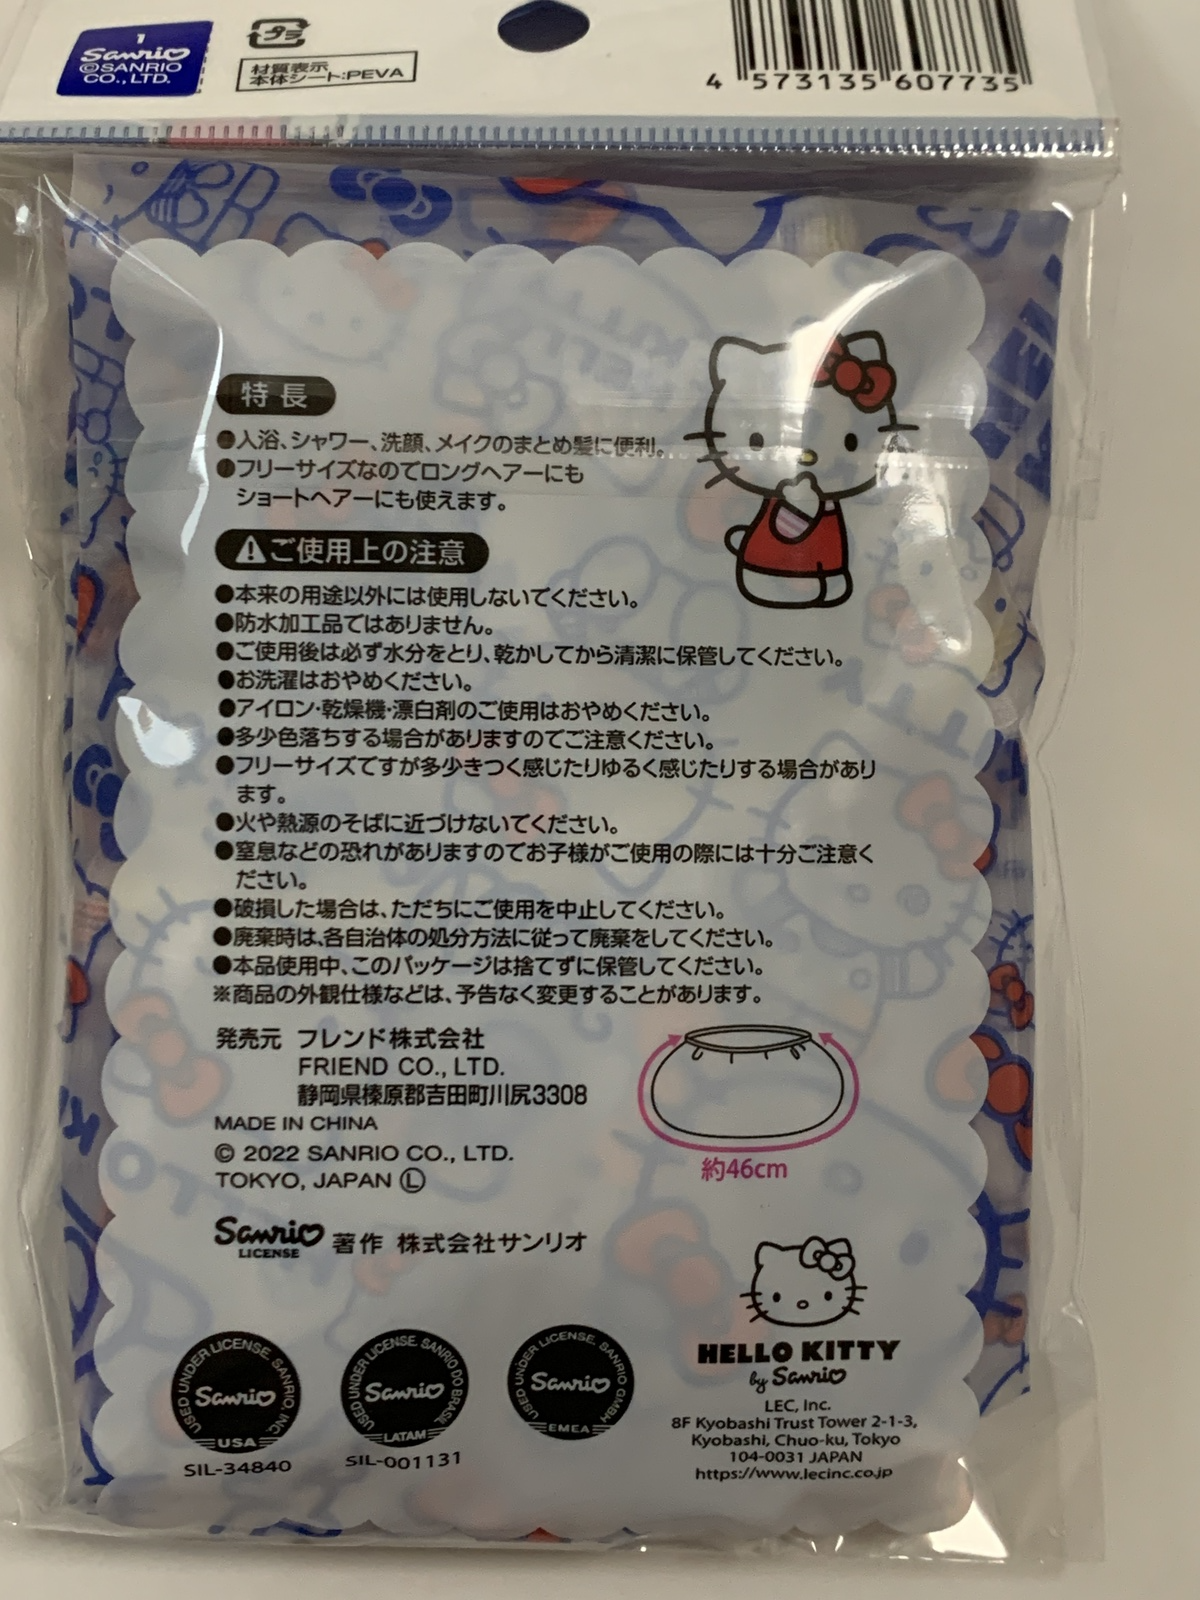 1
Sanrio
©SANRIO
CO., LTD.
プラ
材質表示
本体シート:PEVA
4 573135 607735
特長
●入浴、シャワー、洗顔、メイクのまとめ髪に便利。
●フリーサイズなのでロングヘアーにも
ショートヘアーにも使えます。
⚠ご使用上の注意
●本来の用途以外には使用しないでください。
●防水加工品ではありません。
●ご使用後は必ず水分をとり、乾かしてから清潔に保管してください。
●お洗濯はおやめください。
●アイロン・乾燥機・漂白剤のご使用はおやめください。
●多少色落ちする場合がありますのでご注意ください。
●フリーサイズですが多少きつく感じたりゆるく感じたりする場合があり
ます。
●火や熱源のそばに近づけないでください。
●窒息などの恐れがありますのでお子様がご使用の際には十分ご注意く
ださい。
●破損した場合は、ただちにご使用を中止してください。
●廃棄時は、各自治体の処分方法に従って廃棄をしてください。
●本品使用中、このパッケージは捨てずに保管してください。
※商品の外観仕様などは、予告なく変更することがあります。
発売元 フレンド株式会社
FRIEND CO., LTD.
静岡県榛原郡吉田町川尻3308
MADE IN CHINA
© 2022 SANRIO CO., LTD.
TOKYO, JAPAN Ⓛ
約46cm
Sanrio
LICENSE
著作 株式会社サンリオ
USED UNDER LICENSE. SANRIO, INC.
Sanrio
USA
SIL-34840
USED UNDER LICENSE. SANRIO DO BRASIL
Sanrio
LATAM
SIL-001131
USED UNDER LICENSE. SANRIO GMBH
Sanrio
EMEA
HELLO KITTY
by Sanrio
LEC, Inc.
8F Kyobashi Trust Tower 2-1-3,
Kyobashi, Chuo-ku, Tokyo
104-0031 JAPAN
https://www.lecinc.co.jp